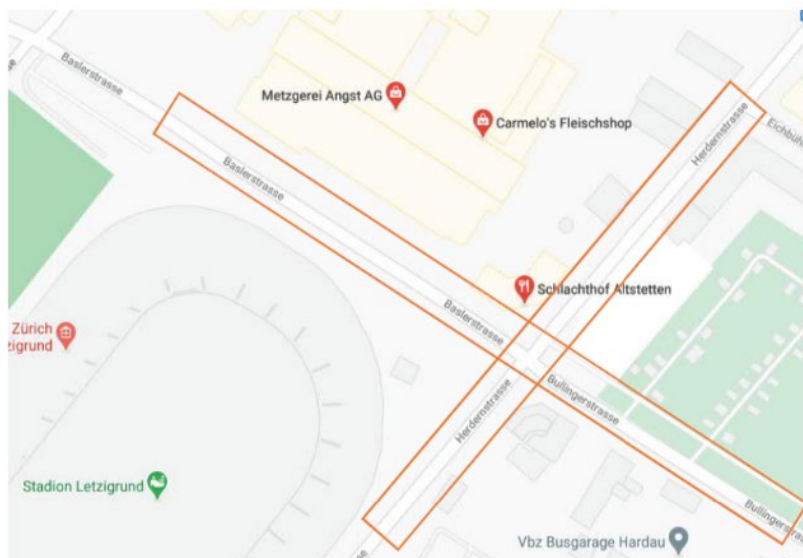 Baslerstrasse
Metzgerei Angst AG
Carmelo's Fleischshop
Herdernstrasse
Baslerstrasse
Schlachthof Altstetten
Baslerstrasse
Zürich
Bullingerstrasse
Herdernstrasse
Stadion Letzigrund
Vbz Busgarage Hardau